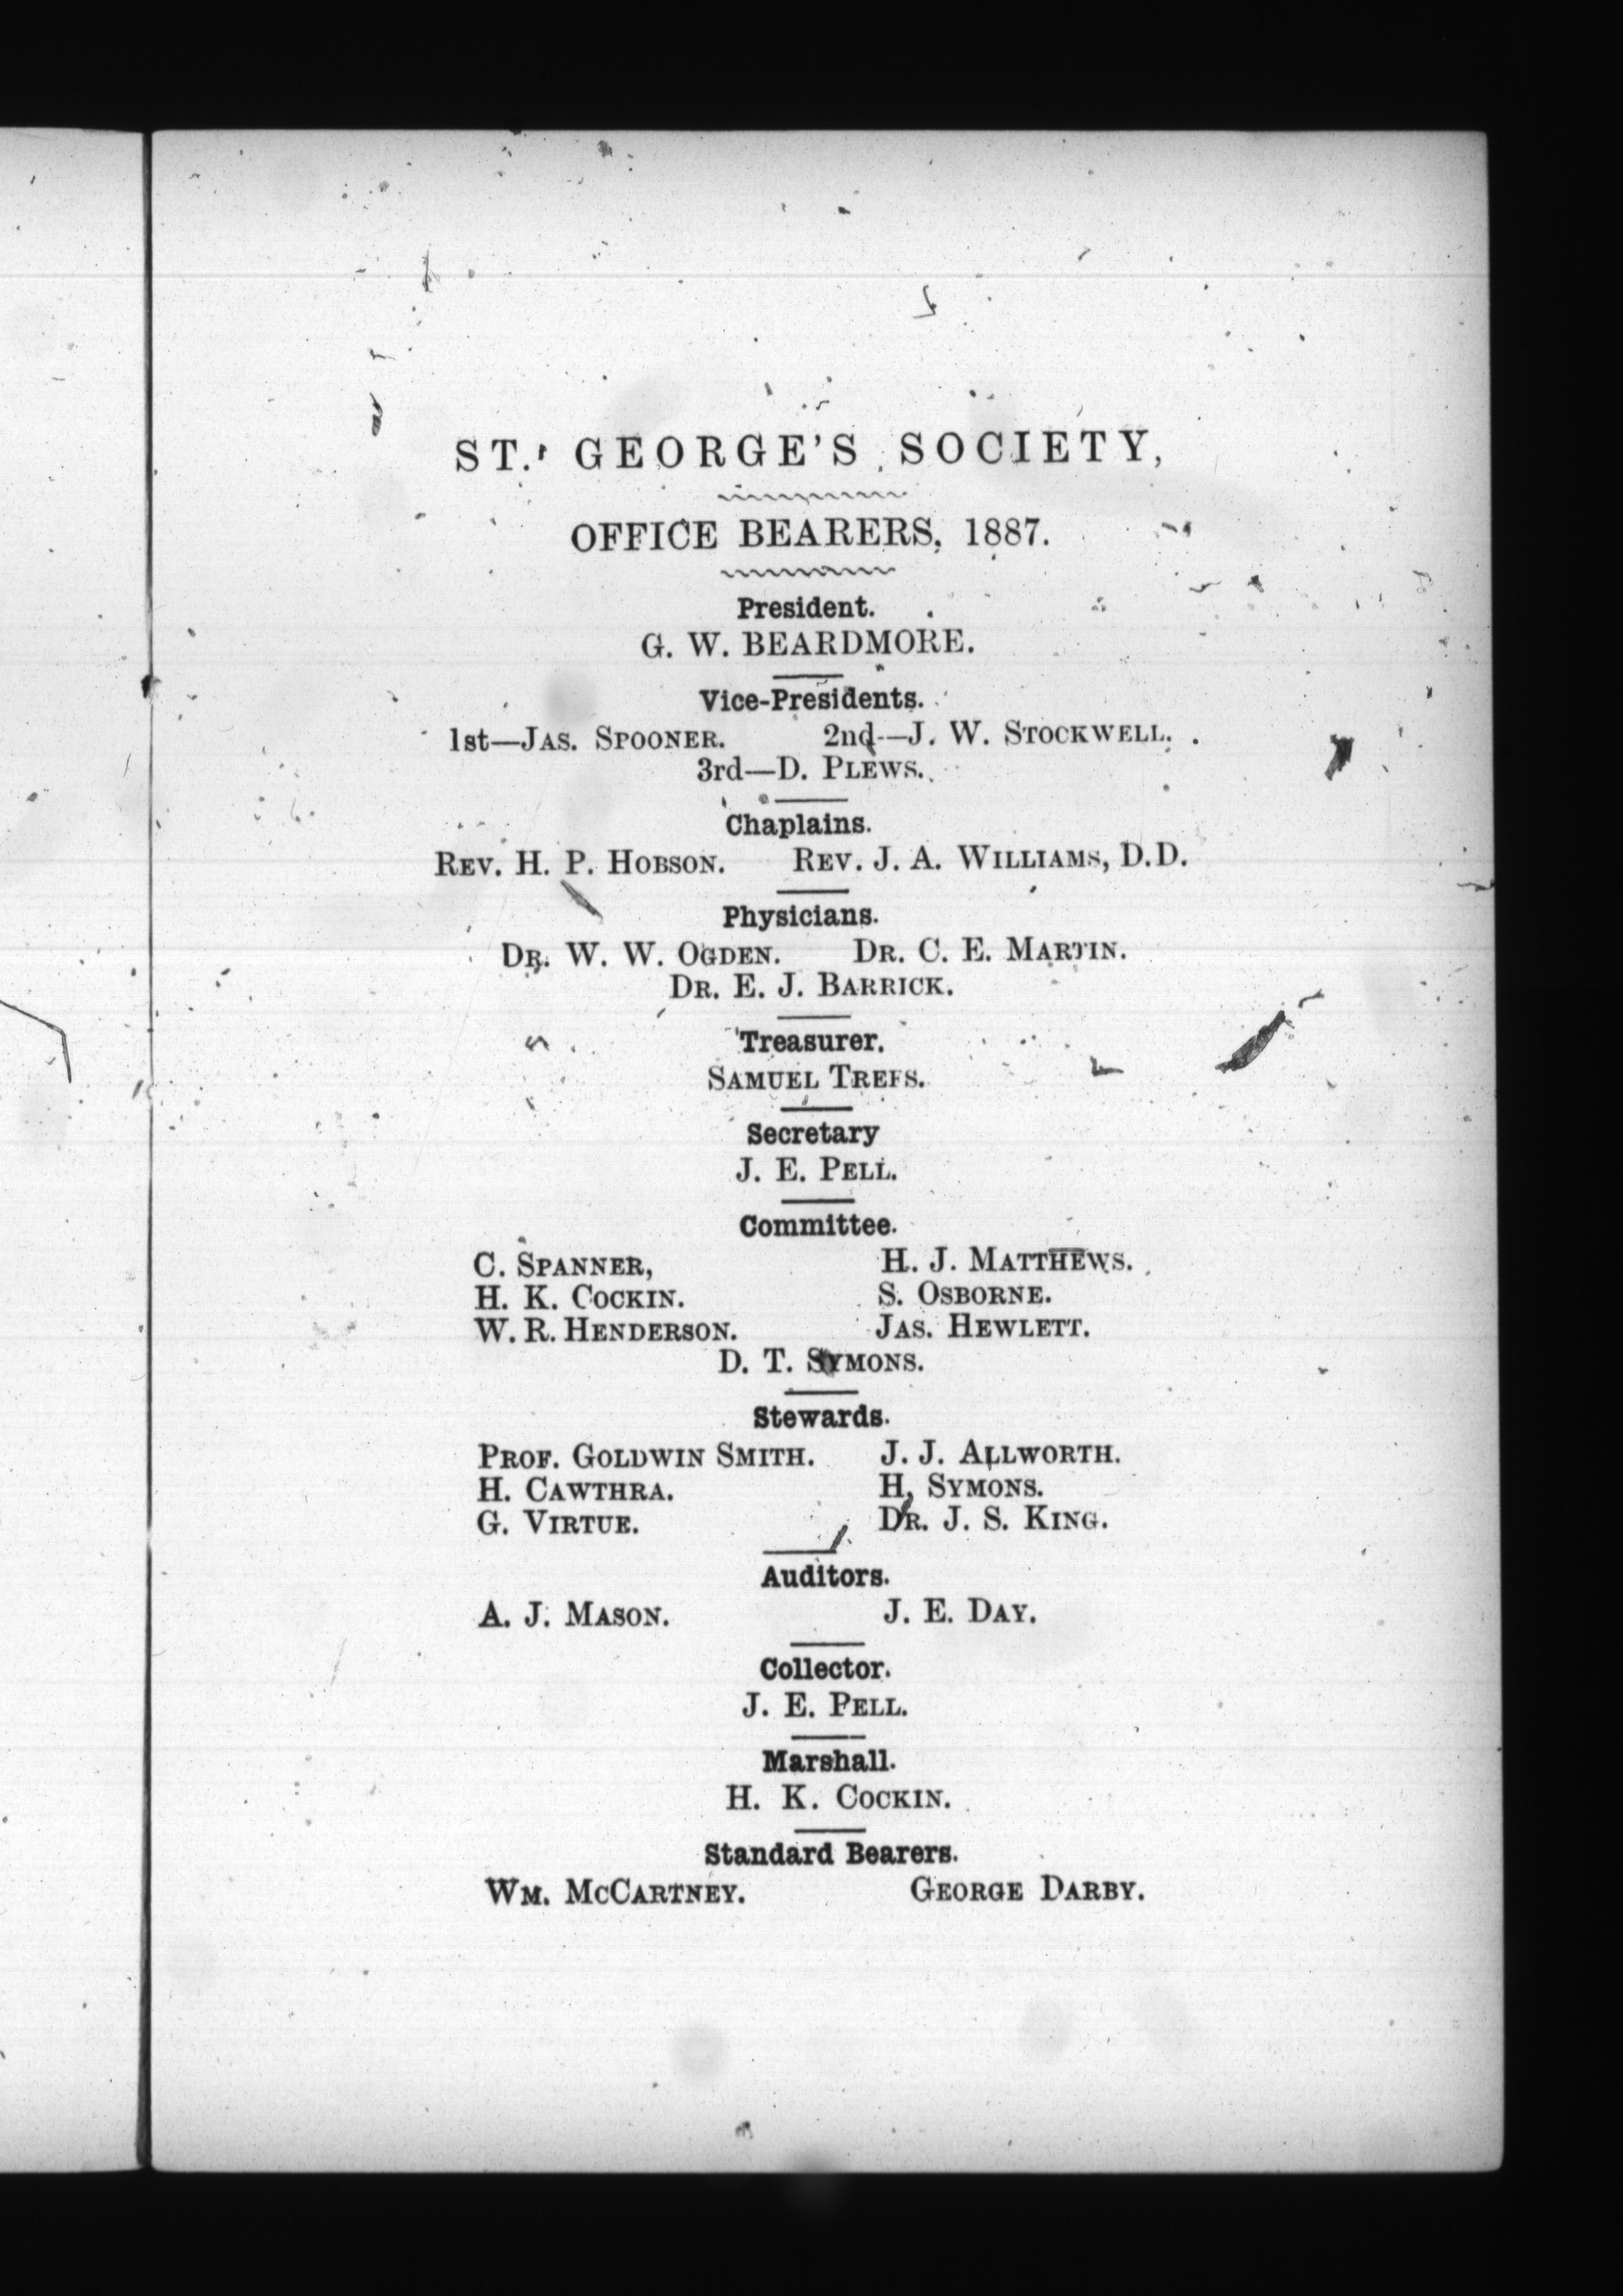 ST. GEORGE'S SOCIETY,
OFFICE BEARERS, 1887.
President.
G. W. BEARDMORE.
Vice-Presidents.
1st—JAS. SPOONER. 2nd—J. W. STOCKWELL.
3rd—D. PLEWS.
Chaplains.
REV. H. P. HOBSON. REV. J. A. WILLIAMS, D.D.
Physicians.
DR. W. W. OGDEN. DR. C. E. MARTIN.
DR. E. J. BARRICK.
Treasurer.
SAMUEL TREES.
Secretary
J. E. PELL.
Committee.
C. SPANNER, H. J. MATTHEWS.
H. K. COCKIN. S. OSBORNE.
W. R. HENDERSON. JAS. HEWLETT.
D. T. SYMONS.
Stewards.
PROF. GOLDWIN SMITH. J. J. ALLWORTH.
H. CAWTHRA. H. SYMONS.
G. VIRTUE. DR. J. S. KING.
Auditors.
A. J. MASON. J. E. DAY.
Collector.
J. E. PELL.
Marshall.
H. K. COCKIN.
Standard Bearers.
WM. MCCARTNEY. GEORGE DARBY.